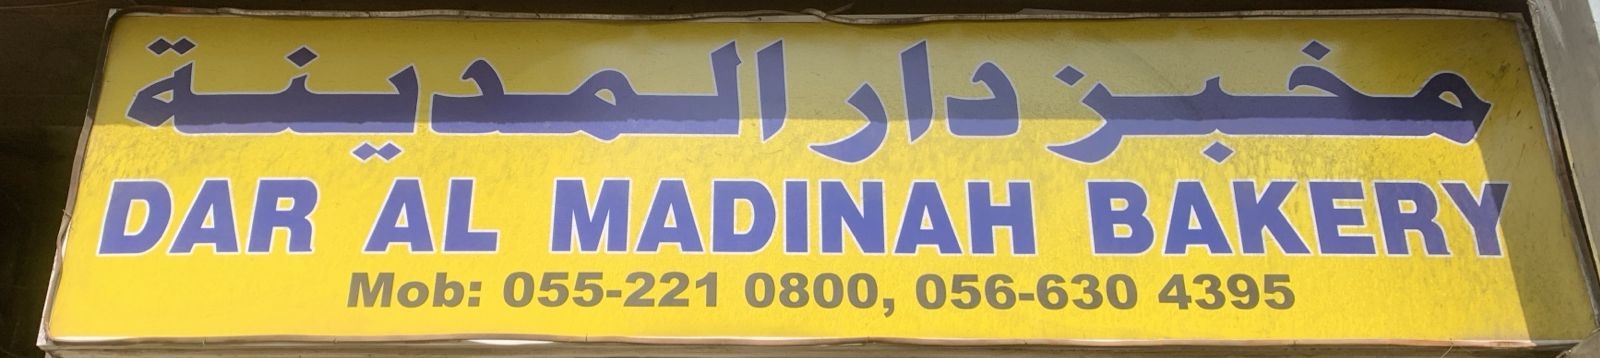 مخبز دار المدينة
DAR AL MADINAH BAKERY
Mob: 055-221 0800, 056-630 4395